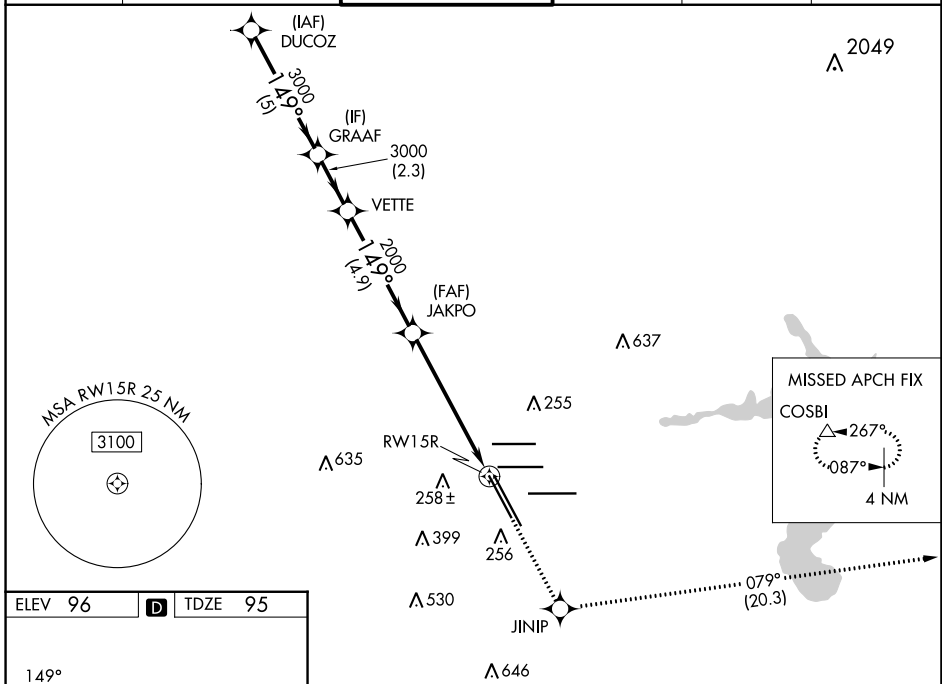 (IAF)
DUCOZ
2049
3000
149°
(5)
(IF)
GRAAF
3000
(2.3)
VETTE
2000
149°
(4.9)
(FAF)
JAKPO
637
MISSED APCH FIX
COSBI
267°
087°
4 NM
MSA RW15R 25 NM
3100
255
RW15R
635
258±
399
256
079°
(20.3)
ELEV 96
D
TDZE 95
530
JINIP
149°
646